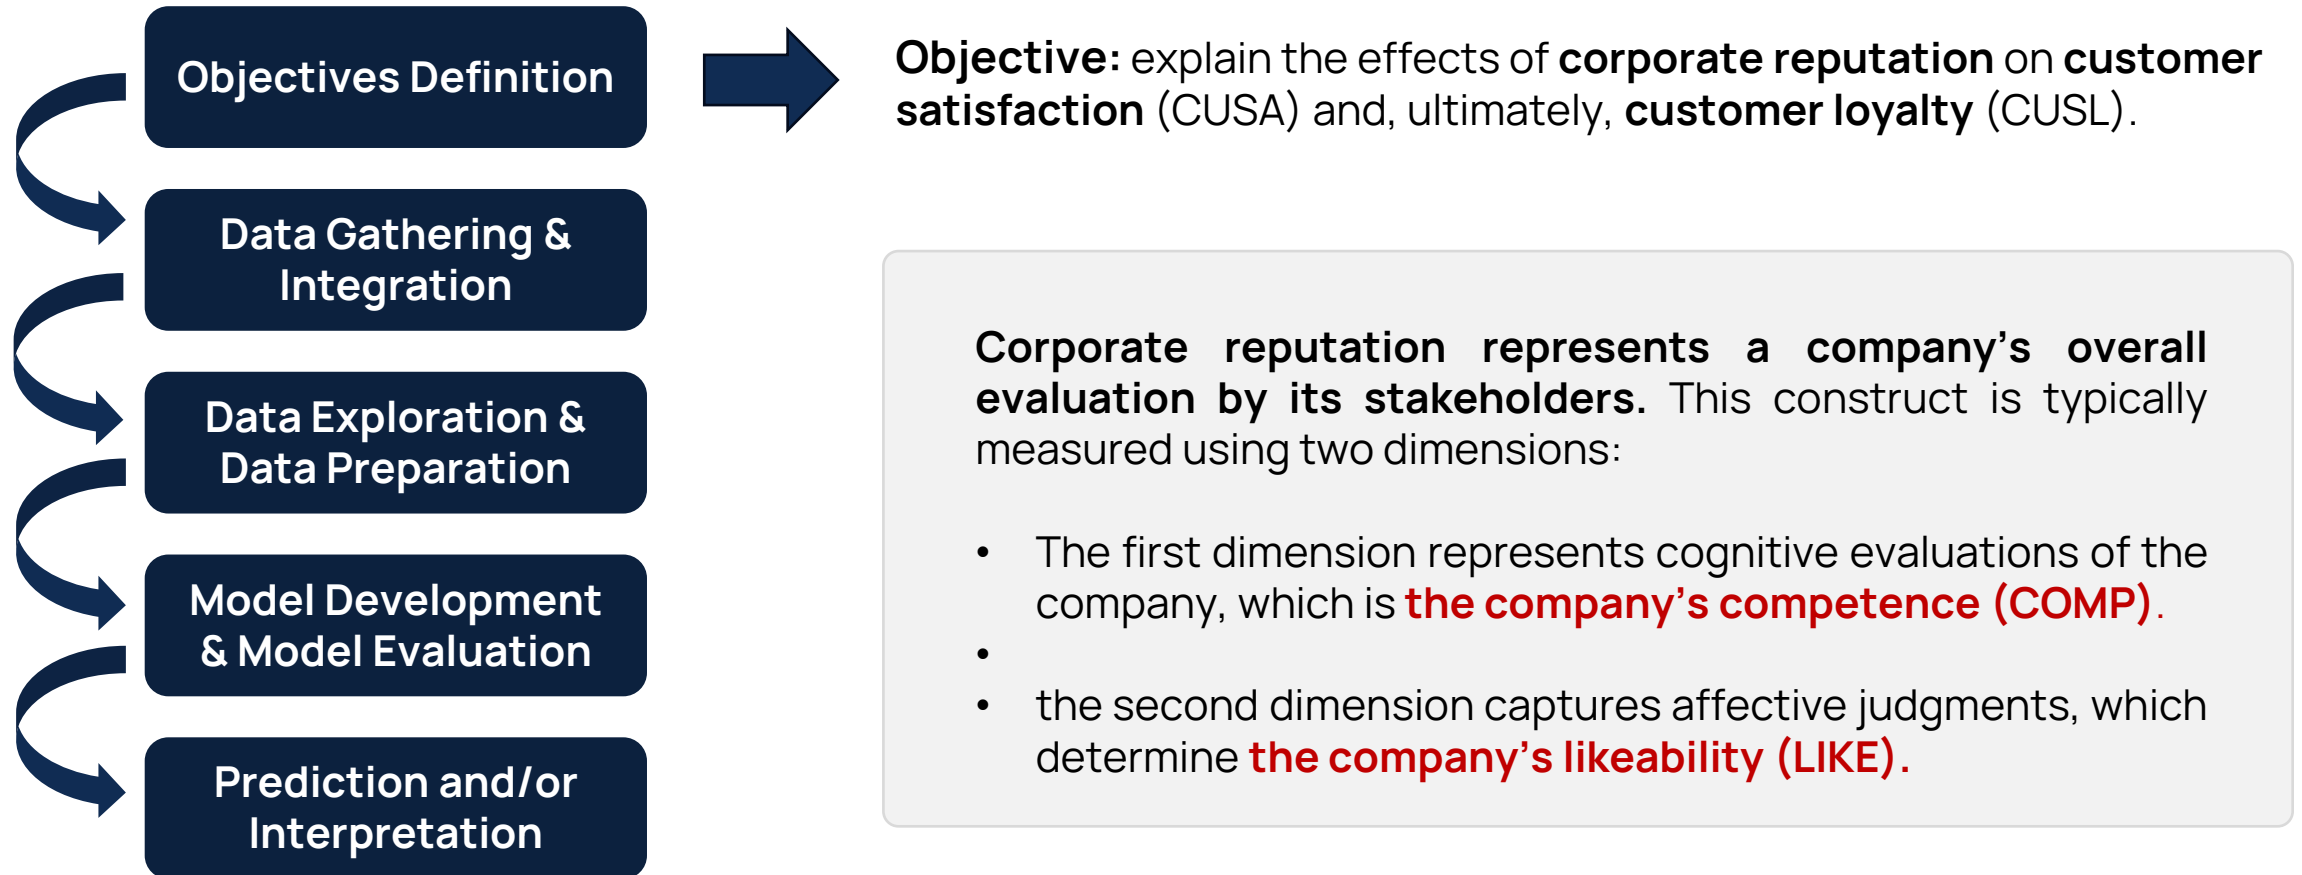 Objectives Definition
Data Gathering &
Integration
Data Exploration &
Data Preparation
Model Development
& Model Evaluation
Prediction and/or
Interpretation
Objective: explain the effects of corporate reputation on customer
satisfaction (CUSA) and, ultimately, customer loyalty (CUSL).
Corporate reputation represents a company’s overall
evaluation by its stakeholders. This construct is typically
measured using two dimensions:
• The first dimension represents cognitive evaluations of the
company, which is the company’s competence (COMP).
•
• the second dimension captures affective judgments, which
determine the company’s likeability (LIKE).